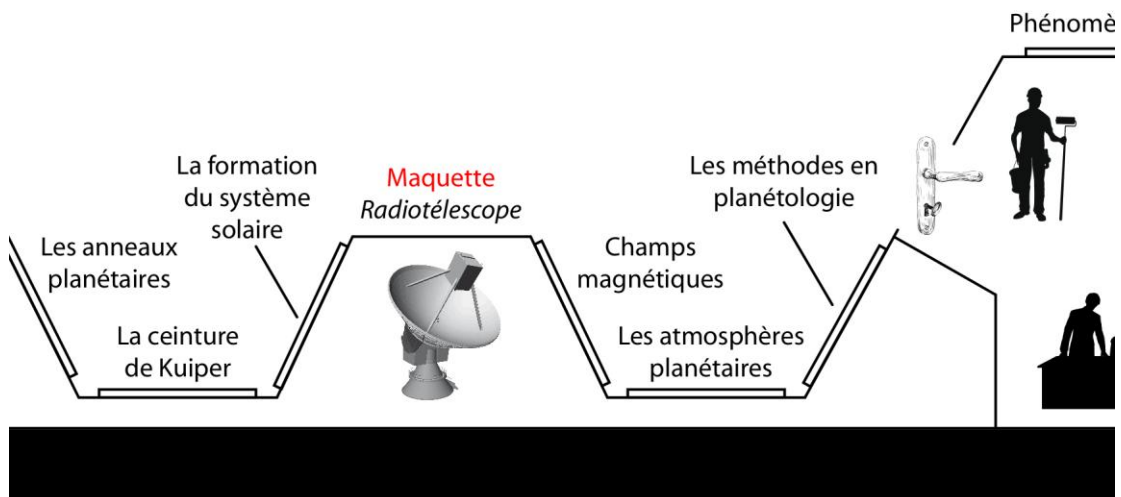 Phénomè
La formation
du système
solaire
Maquette
Radiotélescope
Les méthodes en
planétologie
Les anneaux
planétaires
Champs
magnétiques
La ceinture
de Kuiper
Les atmosphères
planétaires